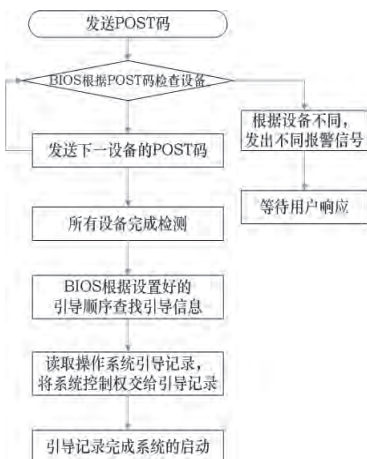 发送POST码
BIOS根据POST码检查设备
根据设备不同，
发出不同报警信号
发送下一设备的POST码
等待用户响应
所有设备完成检测
BIOS根据设置好的
引导顺序查找引导信息
读取操作系统引导记录，
将系统控制权交给引导记录
引导记录完成系统的启动